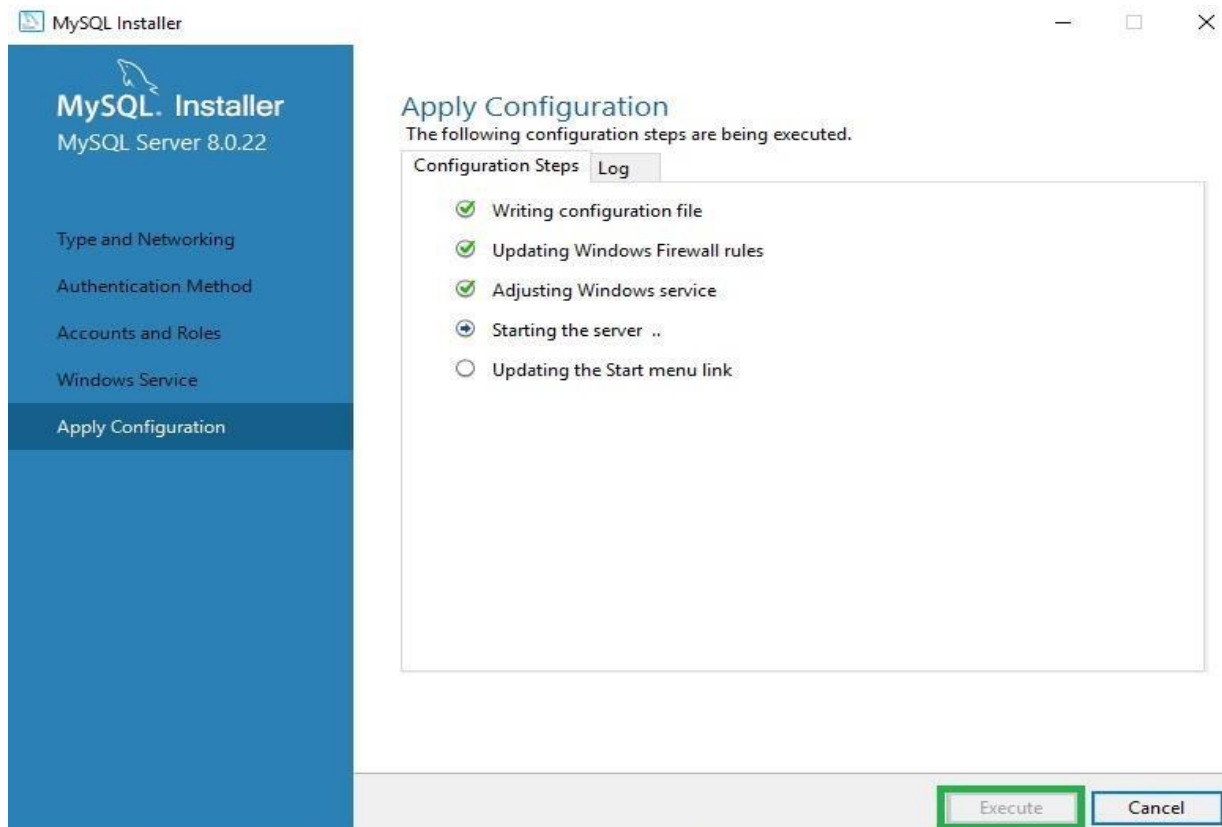 MySQL Installer
MySQL. Installer
MySQL Server 8.0.22
Type and Networking
Authentication Method
Accounts and Roles
Windows Service
Apply Configuration
Apply Configuration
The following configuration steps are being executed.
Configuration Steps Log
Writing configuration file
Updating Windows Firewall rules
Adjusting Windows service
Starting the server ..
Updating the Start menu link
Execute Cancel